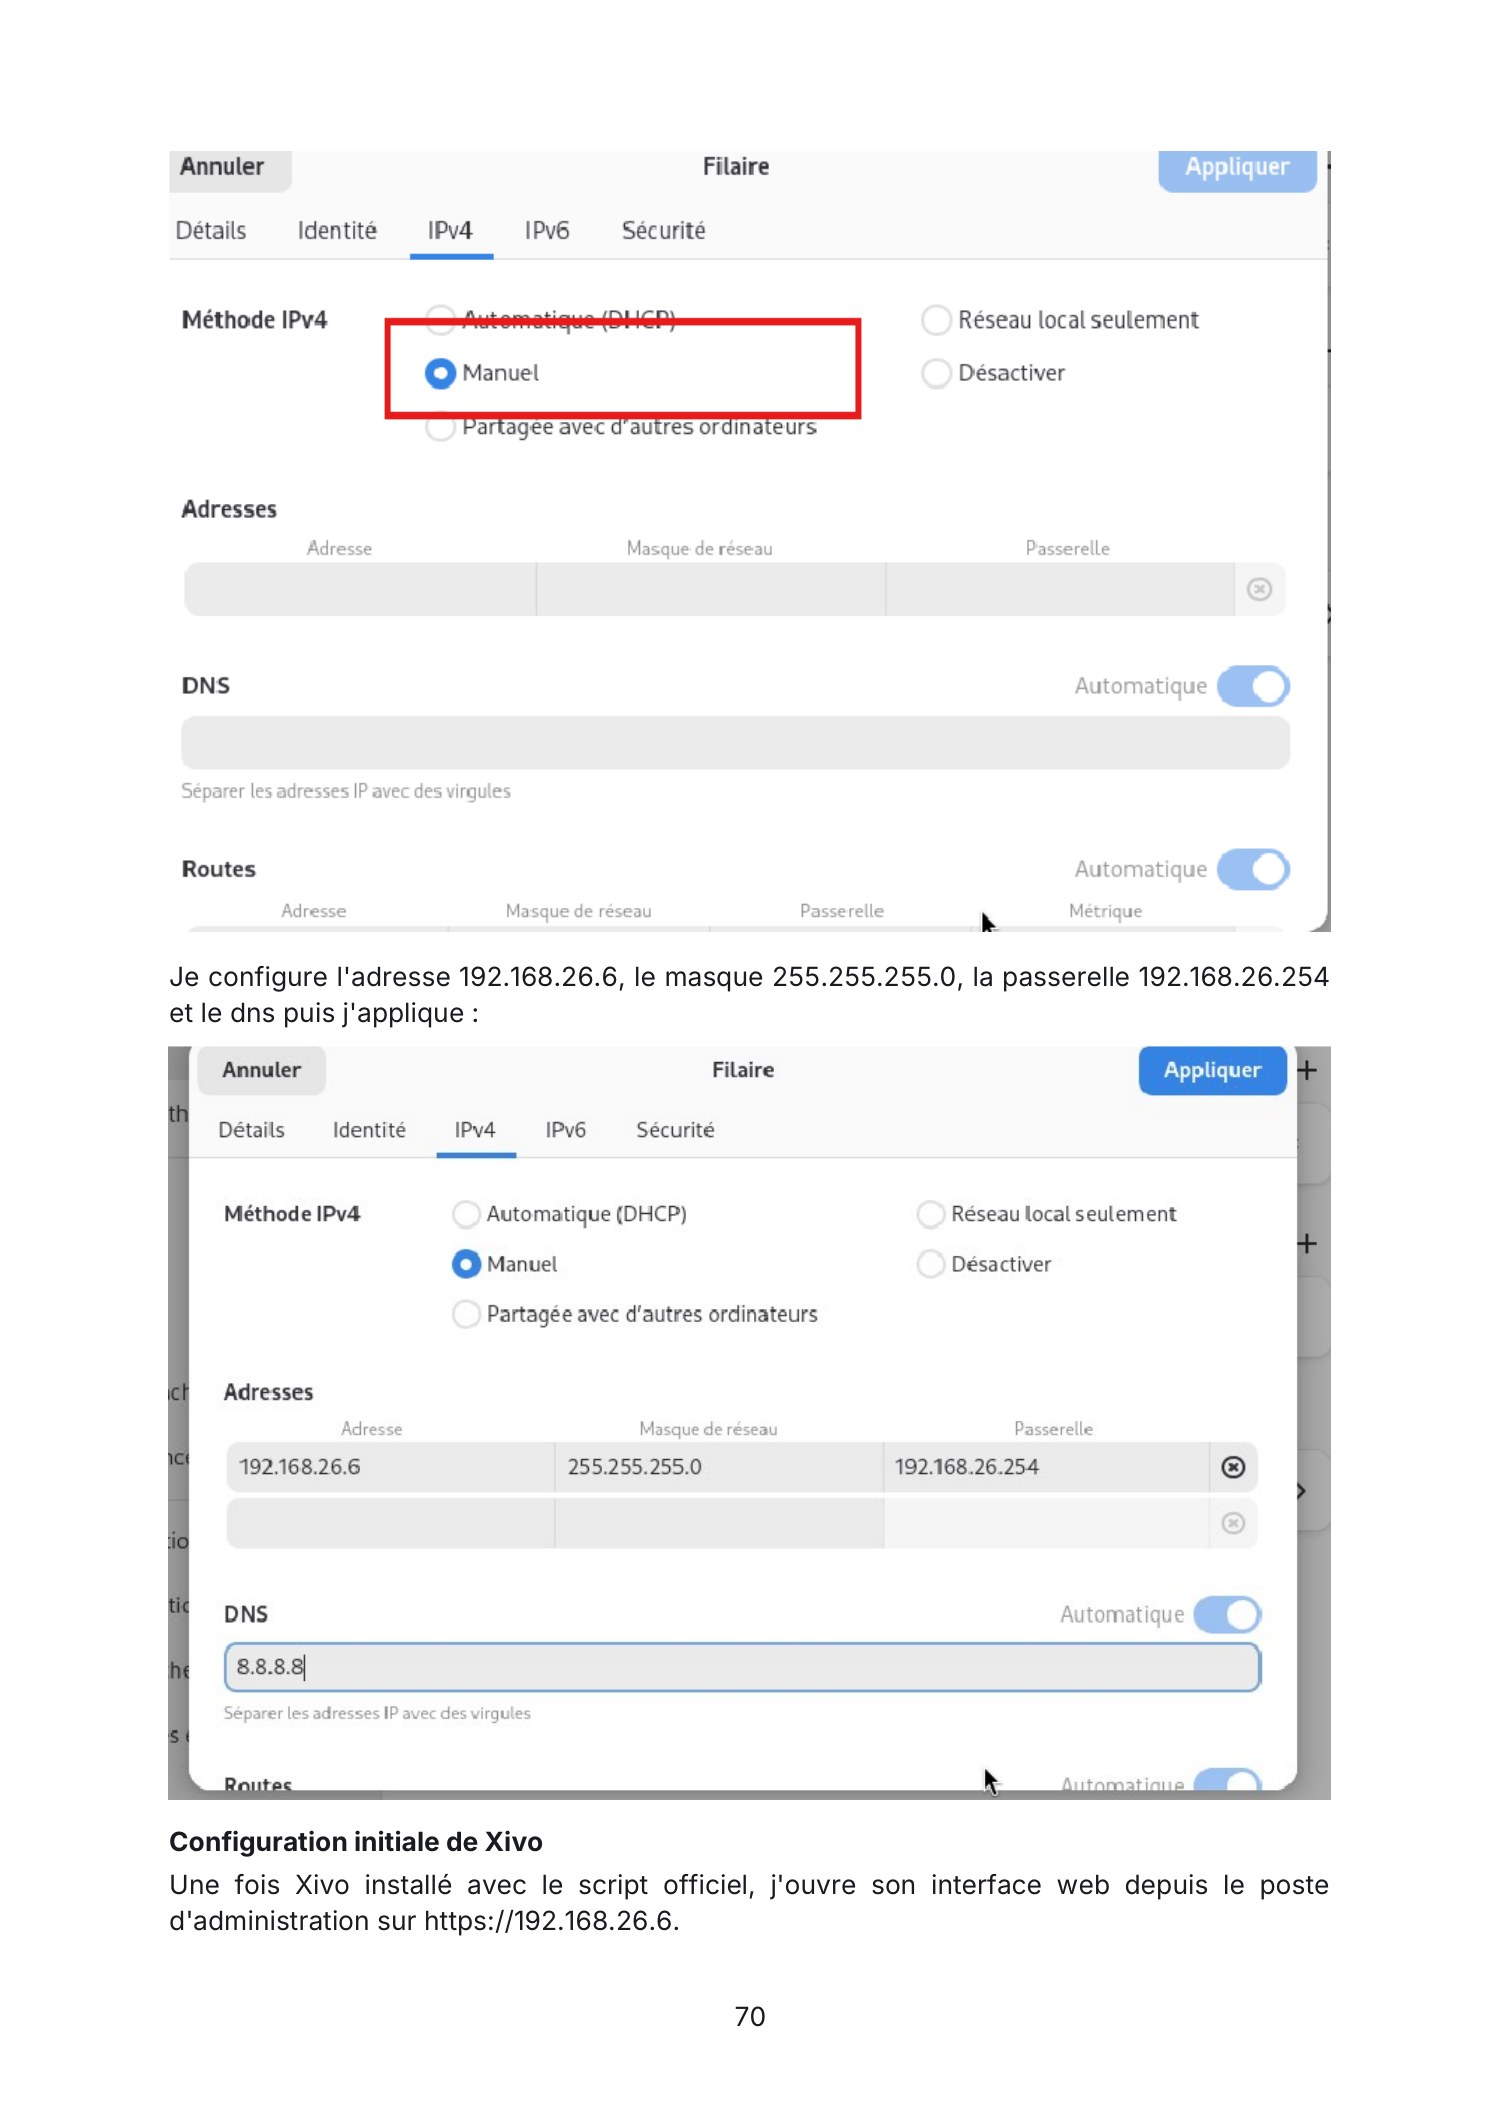 Annuler Filaire Appliquer
Détails Identité IPv4 IPv6 Sécurité
Méthode IPv4 Automatique (DHCP) Réseau local seulement
Manuel Désactiver
Partagée avec d'autres ordinateurs
Adresses
Adresse Masque de réseau Passerelle
DNS Automatique
Séparer les adresses IP avec des virgules
Routes Automatique
Adresse Masque de réseau Passerelle Métrique
Je configure l'adresse 192.168.26.6, le masque 255.255.255.0, la passerelle 192.168.26.254
et le dns puis j'applique :
Annuler Filaire Appliquer
Détails Identité IPv4 IPv6 Sécurité
Méthode IPv4 Automatique (DHCP) Réseau local seulement
Manuel Désactiver
Partagée avec d'autres ordinateurs
Adresses
Adresse Masque de réseau Passerelle
192.168.26.6 255.255.255.0 192.168.26.254
DNS Automatique
8.8.8.8
Séparer les adresses IP avec des virgules
Routes Automatique
Configuration initiale de Xivo
Une fois Xivo installé avec le script officiel, j'ouvre son interface web depuis le poste
d'administration sur https://192.168.26.6.
70